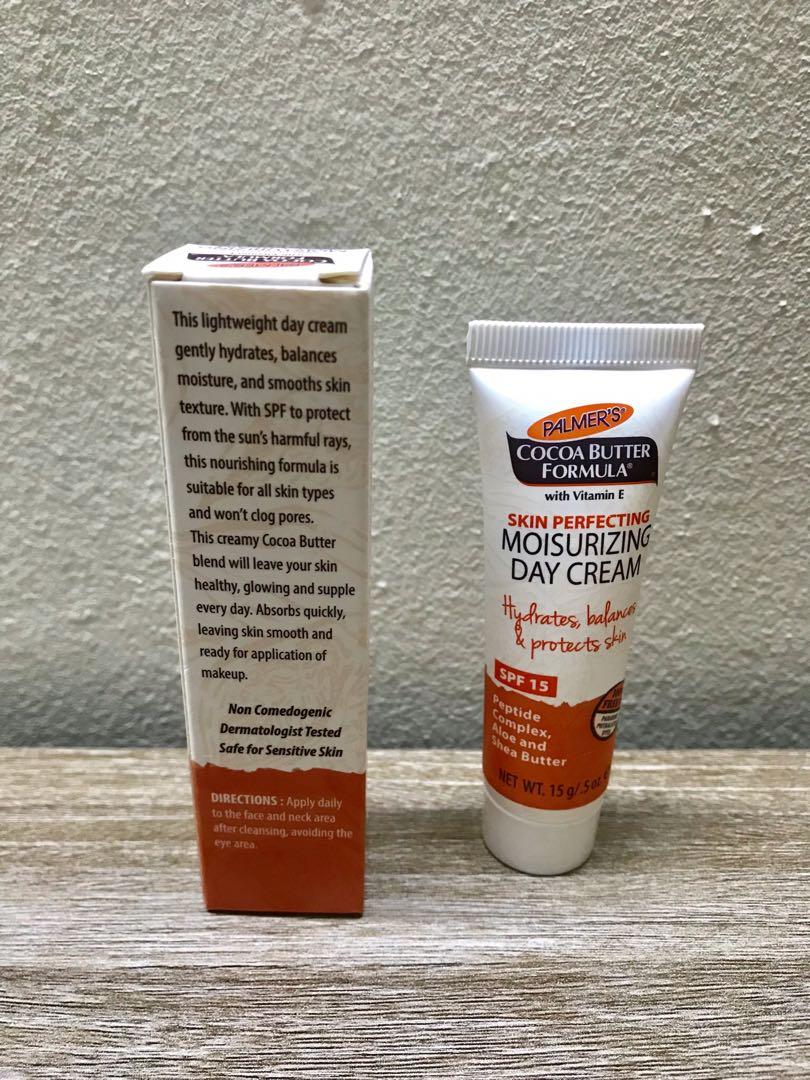 COCOA BUTTER
FORMULA
This lightweight day cream
gently hydrates, balances
moisture, and smooths skin
texture. With SPF to protect
from the sun's harmful rays,
this nourishing formula is
suitable for all skin types
and won't clog pores.
This creamy Cocoa Butter
blend will leave your skin
healthy, glowing and supple
every day. Absorbs quickly,
leaving skin smooth and
ready for application of
makeup.
Non Comedogenic
Dermatologist Tested
Safe for Sensitive Skin
DIRECTIONS : Apply daily
to the face and neck area
after cleansing, avoiding the
eye area.
PALMER'S®
COCOA BUTTER
FORMULA®
with Vitamin E
SKIN PERFECTING
MOISURIZING
DAY CREAM
Hydrates, balances
& protects skin
SPF 15
Peptide
Complex,
Aloe and
Shea Butter
NET WT. 15 g/.5 oz